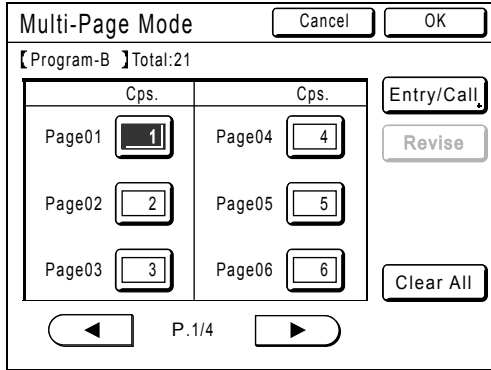 Multi-Page Mode Cancel OK
【Program-B 】Total:21
Cps. Cps. Entry/Call
Page01 1 Page04 4 Revise
Page02 2 Page05 5
Page03 3 Page06 6 Clear All
◀ P.1/4 ▶